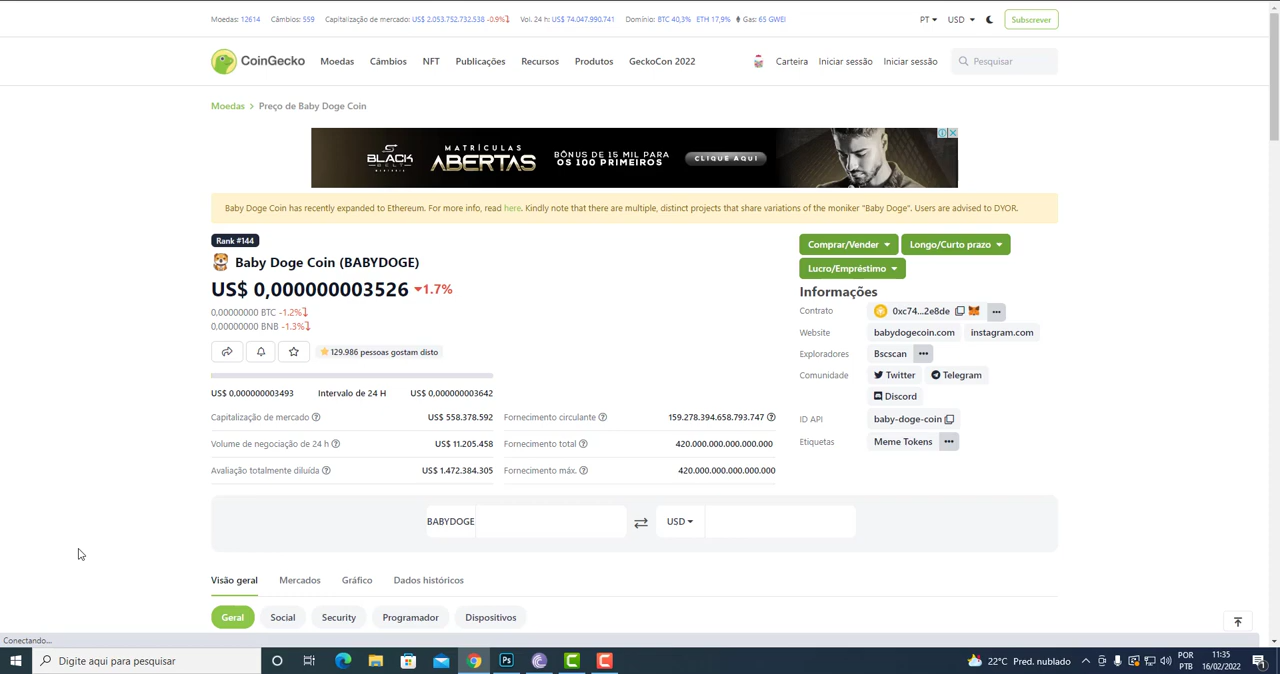 Moedas: 12614 Câmbios: 559 Capitalização de mercado: US$ 2.053.752.732.538 -0.9% Vol. 24 h: US$ 74.047.990.741 Domínio: BTC 40,3% ETH 17,9% Gas: 65 GWEI PT USD Subscrever
CoinGecko Moedas Câmbios NFT Publicações Recursos Produtos GeckoCon 2022 Carteira Iniciar sessão Iniciar sessão Pesquisar
Moedas > Preço de Baby Doge Coin
BLACK BELT MATRÍCULAS ABERTAS BÔNUS DE 15 MIL PARA OS 100 PRIMEIROS CLIQUE AQUI
Baby Doge Coin has recently expanded to Ethereum. For more info, read here. Kindly note that there are multiple, distinct projects that share variations of the moniker "Baby Doge". Users are advised to DYOR.
Rank #144
Baby Doge Coin (BABYDOGE)
US$ 0,000000003526 1.7%
0,00000000 BTC -1.2%
0,00000000 BNB -1.3%
129.986 pessoas gostam disto
US$ 0,000000003493 Intervalo de 24 H US$ 0,000000003642
Capitalização de mercado US$ 558.378.592
Volume de negociação de 24 h US$ 11.205.458
Avaliação totalmente diluída US$ 1.472.384.305
Fornecimento circulante 159.278.394.658.793.747
Fornecimento total 420.000.000.000.000.000
Fornecimento máx. 420.000.000.000.000.000
Comprar/Vender Longo/Curto prazo
Lucro/Empréstimo
Informações
Contrato 0xc74...2e8de ...
Website babydogecoin.com instagram.com
Exploradores Bscscan ...
Comunidade Twitter Telegram
Discord
ID API baby-doge-coin
Etiquetas Meme Tokens ...
BABYDOGE USD
Visão geral Mercados Gráfico Dados históricos
Geral Social Security Programador Dispositivos
Conectando...
Digite aqui para pesquisar Ps C C 22°C Pred. nublado POR PTB 11:35 16/02/2022 1